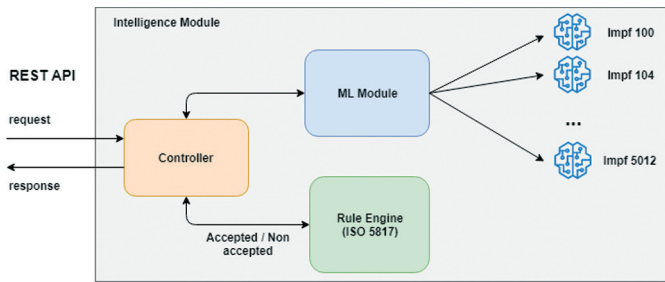 Intelligence Module
REST API
request
response
Controller
ML Module
Rule Engine
(ISO 5817)
Accepted / Non
accepted
Impf 100
Impf 104
...
Impf 5012